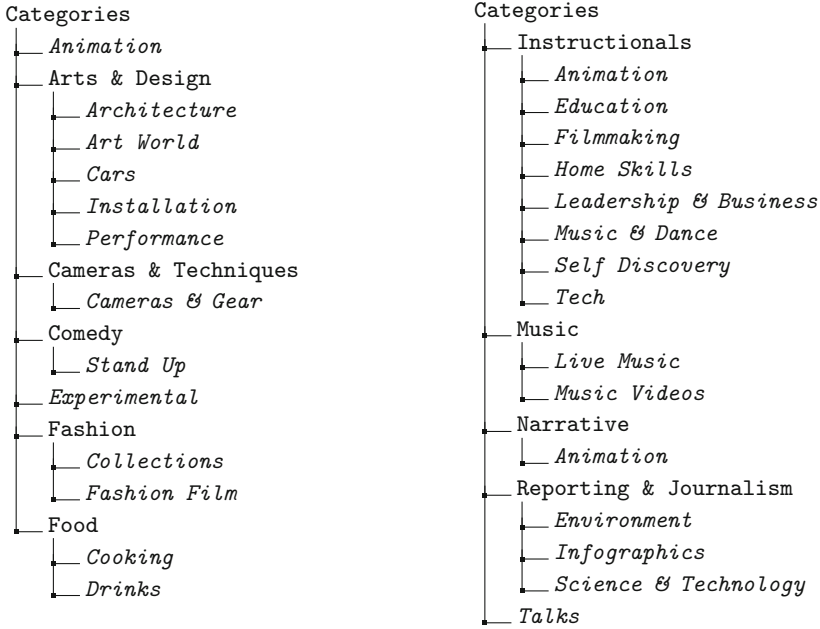 Categories
Animation
Arts & Design
Architecture
Art World
Cars
Installation
Performance
Cameras & Techniques
Cameras & Gear
Comedy
Stand Up
Experimental
Fashion
Collections
Fashion Film
Food
Cooking
Drinks
Categories
Instructionals
Animation
Education
Filmmaking
Home Skills
Leadership & Business
Music & Dance
Self Discovery
Tech
Music
Live Music
Music Videos
Narrative
Animation
Reporting & Journalism
Environment
Infographics
Science & Technology
Talks